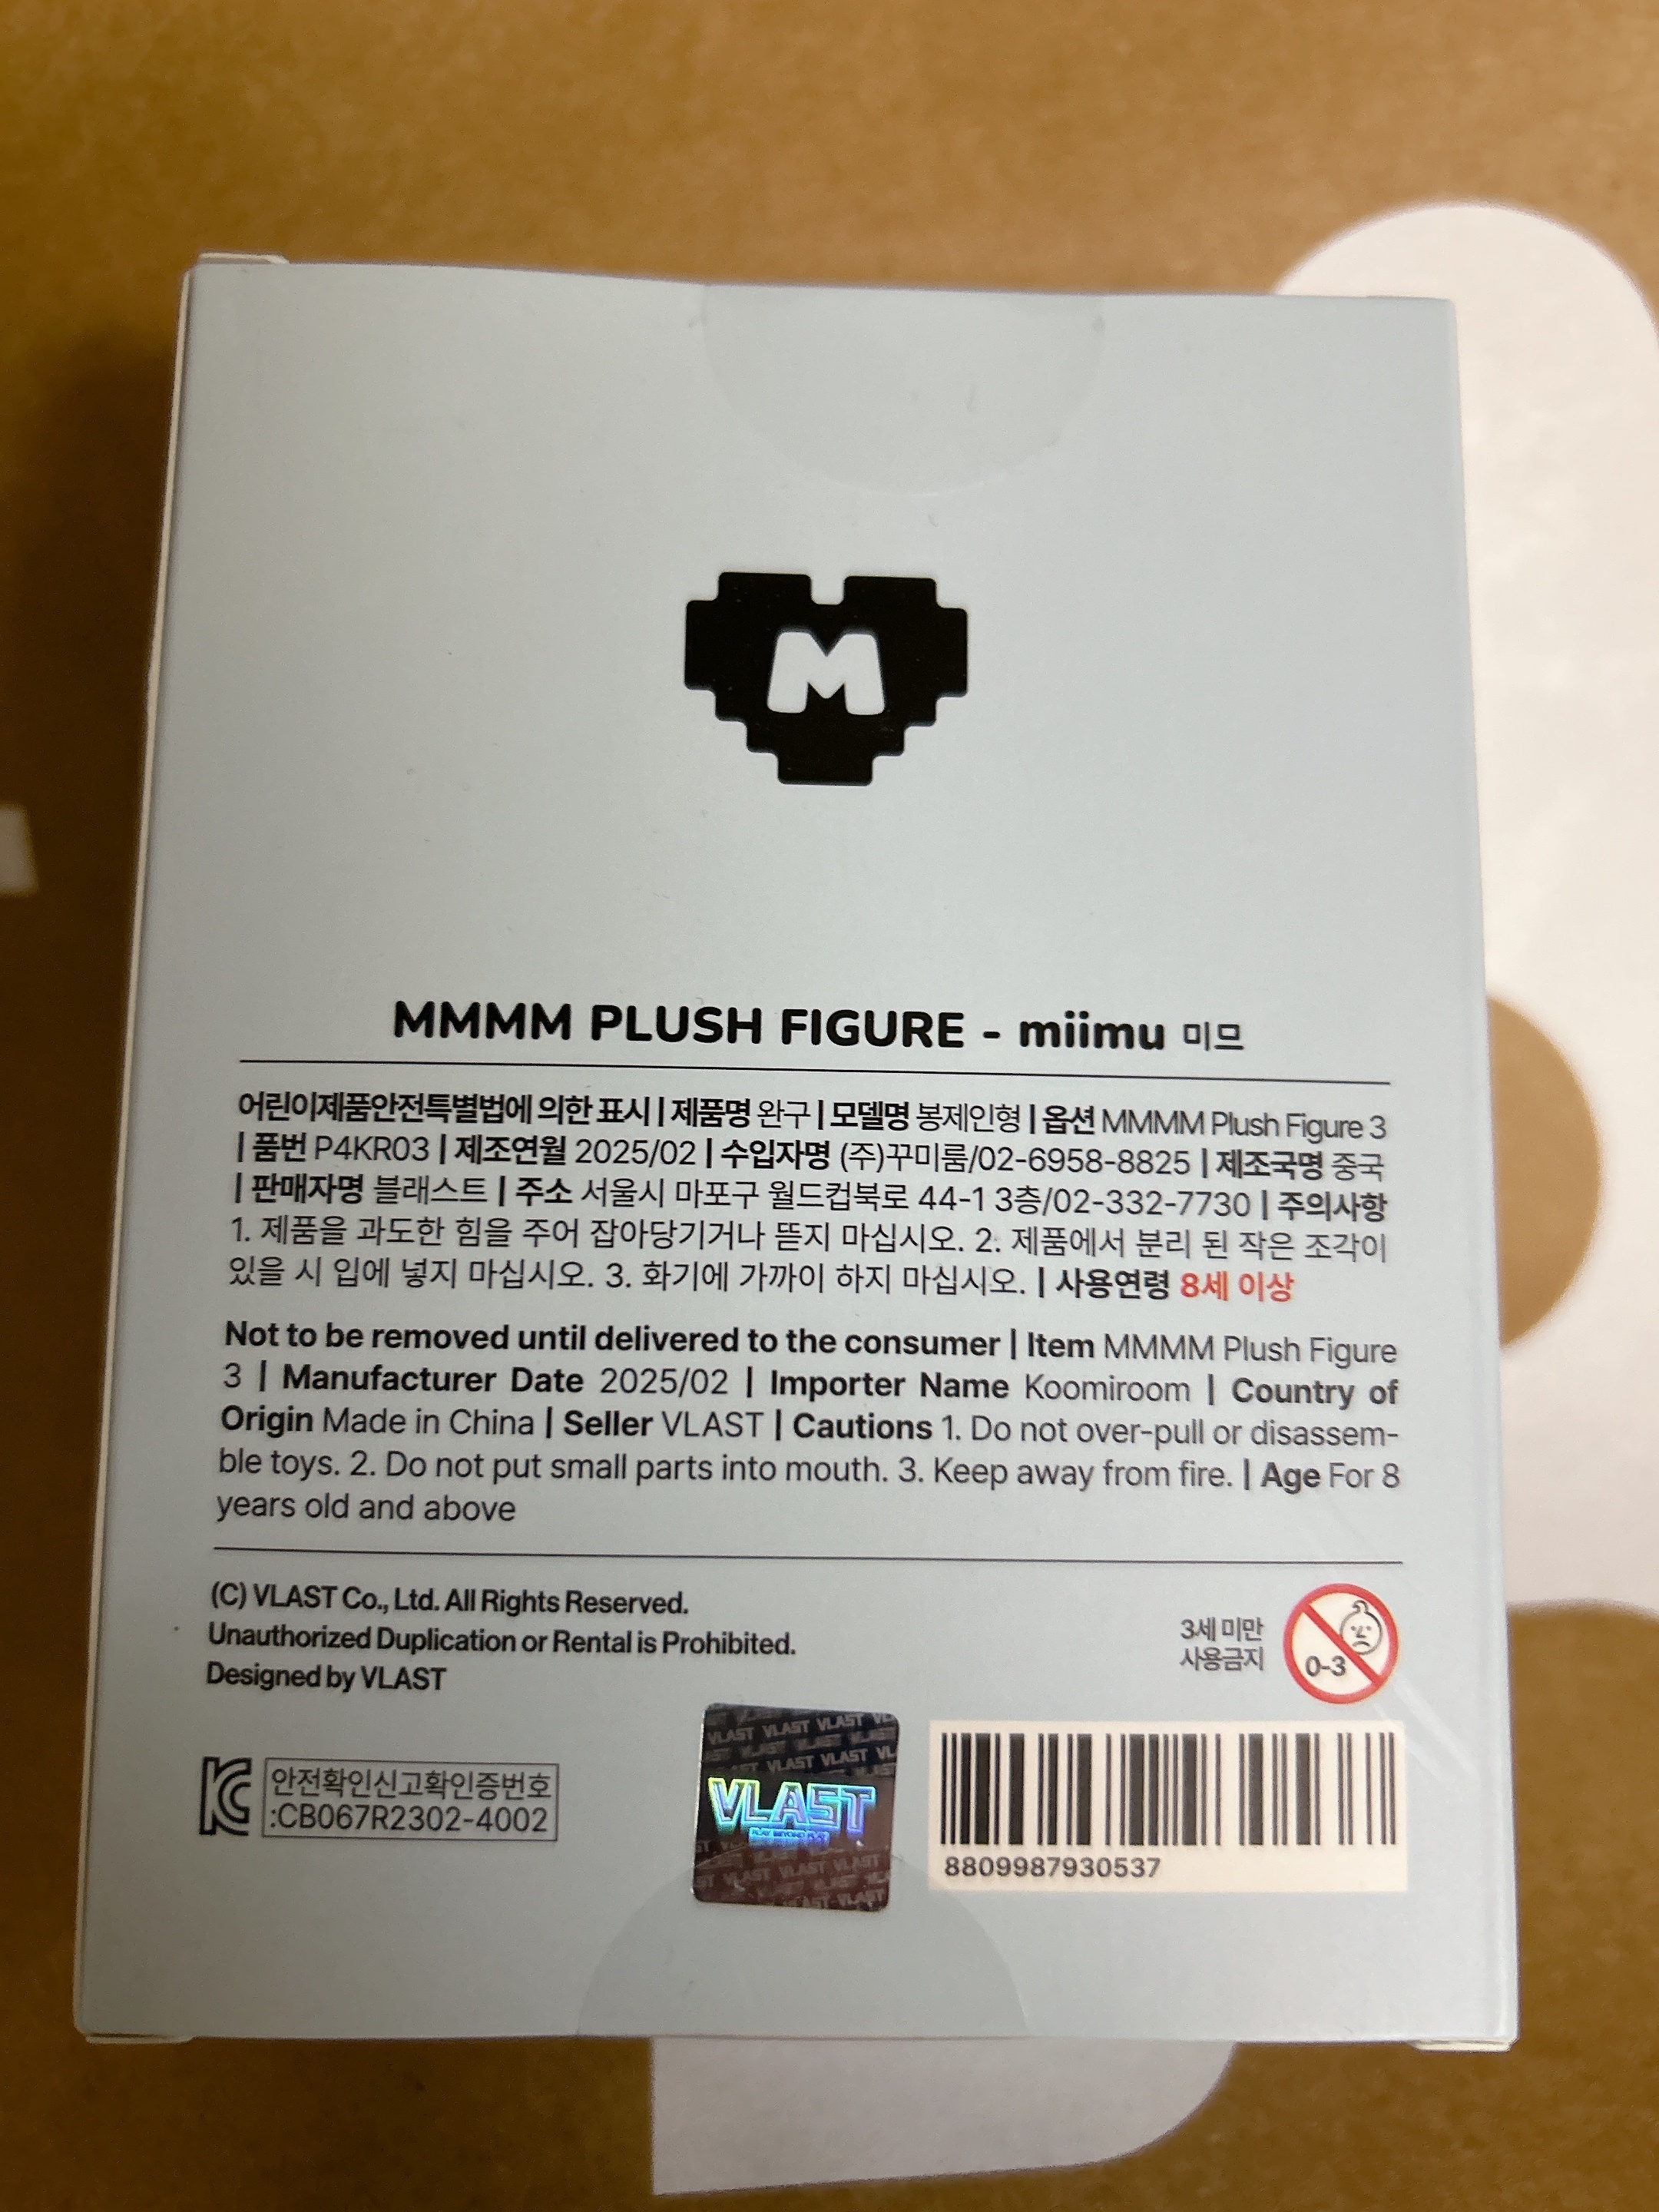 M
MMMM PLUSH FIGURE - miimu 미므
어린이제품안전특별법에 의한 표시 | 제품명 완구 | 모델명 봉제인형 | 옵션 MMMM Plush Figure 3
| 품번 P4KR03 | 제조연월 2025/02 | 수입자명 (주)꾸미룸/02-6958-8825 | 제조국명 중국
| 판매자명 블래스트 | 주소 서울시 마포구 월드컵북로 44-1 3층/02-332-7730 | 주의사항
1. 제품을 과도한 힘을 주어 잡아당기거나 뜯지 마십시오. 2. 제품에서 분리 된 작은 조각이
있을 시 입에 넣지 마십시오. 3. 화기에 가까이 하지 마십시오. | 사용연령 8세 이상
Not to be removed until delivered to the consumer | Item MMMM Plush Figure
3 | Manufacturer Date 2025/02 | Importer Name Koomiroom | Country of
Origin Made in China | Seller VLAST | Cautions 1. Do not over-pull or disassem-
ble toys. 2. Do not put small parts into mouth. 3. Keep away from fire. | Age For 8
years old and above
(C) VLAST Co., Ltd. All Rights Reserved.
Unauthorized Duplication or Rental is Prohibited.
Designed by VLAST
3세 미만
사용금지
0-3
안전확인신고확인증번호
:CB067R2302-4002
VLAST
8809987930537